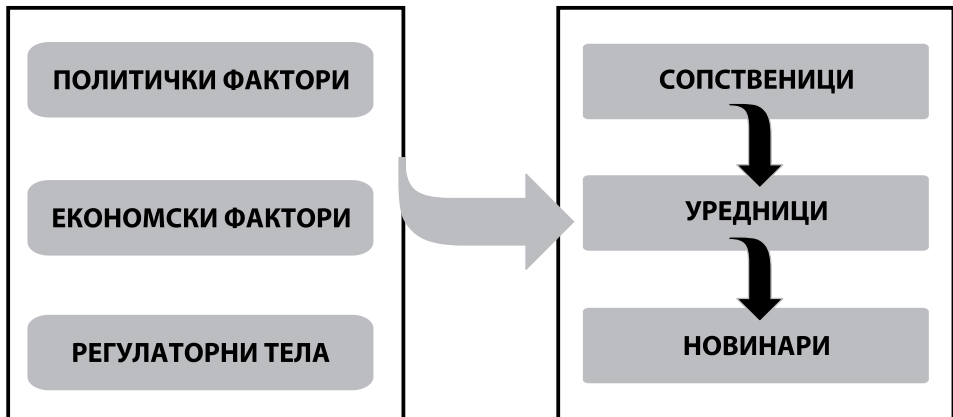 ПОЛИТИЧКИ ФАКТОРИ
ЕКОНОМСКИ ФАКТОРИ
РЕГУЛАТОРНИ ТЕЛА
СОПСТВЕНИЦИ
УРЕДНИЦИ
НОВИНАРИ